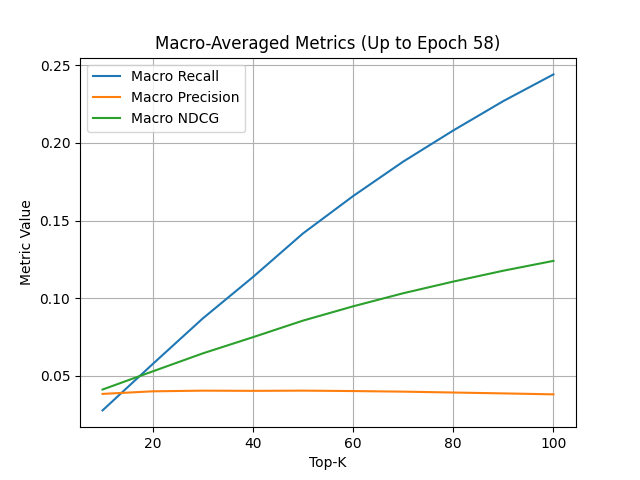 Macro-Averaged Metrics (Up to Epoch 58)
Macro Recall
Macro Precision
Macro NDCG
Metric Value
0.25
0.20
0.15
0.10
0.05
20 40 60 80 100
Top-K